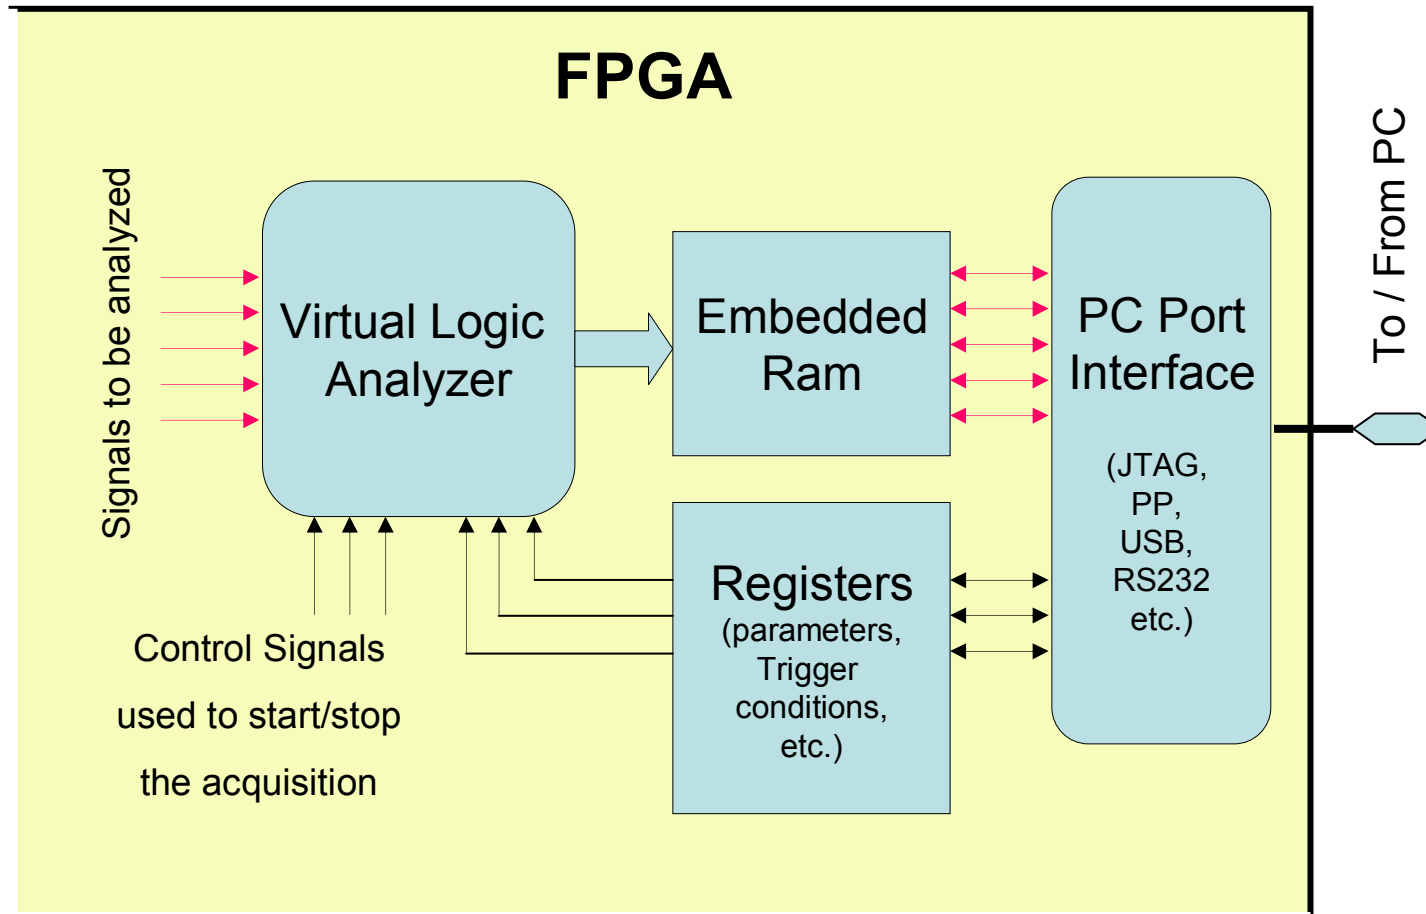 FPGA
Signals to be analyzed
Virtual Logic
Analyzer
Embedded
Ram
PC Port
Interface
(JTAG,
PP,
USB,
RS232
etc.)
To / From PC
Registers
(parameters,
Trigger
conditions,
etc.)
Control Signals
used to start/stop
the acquisition